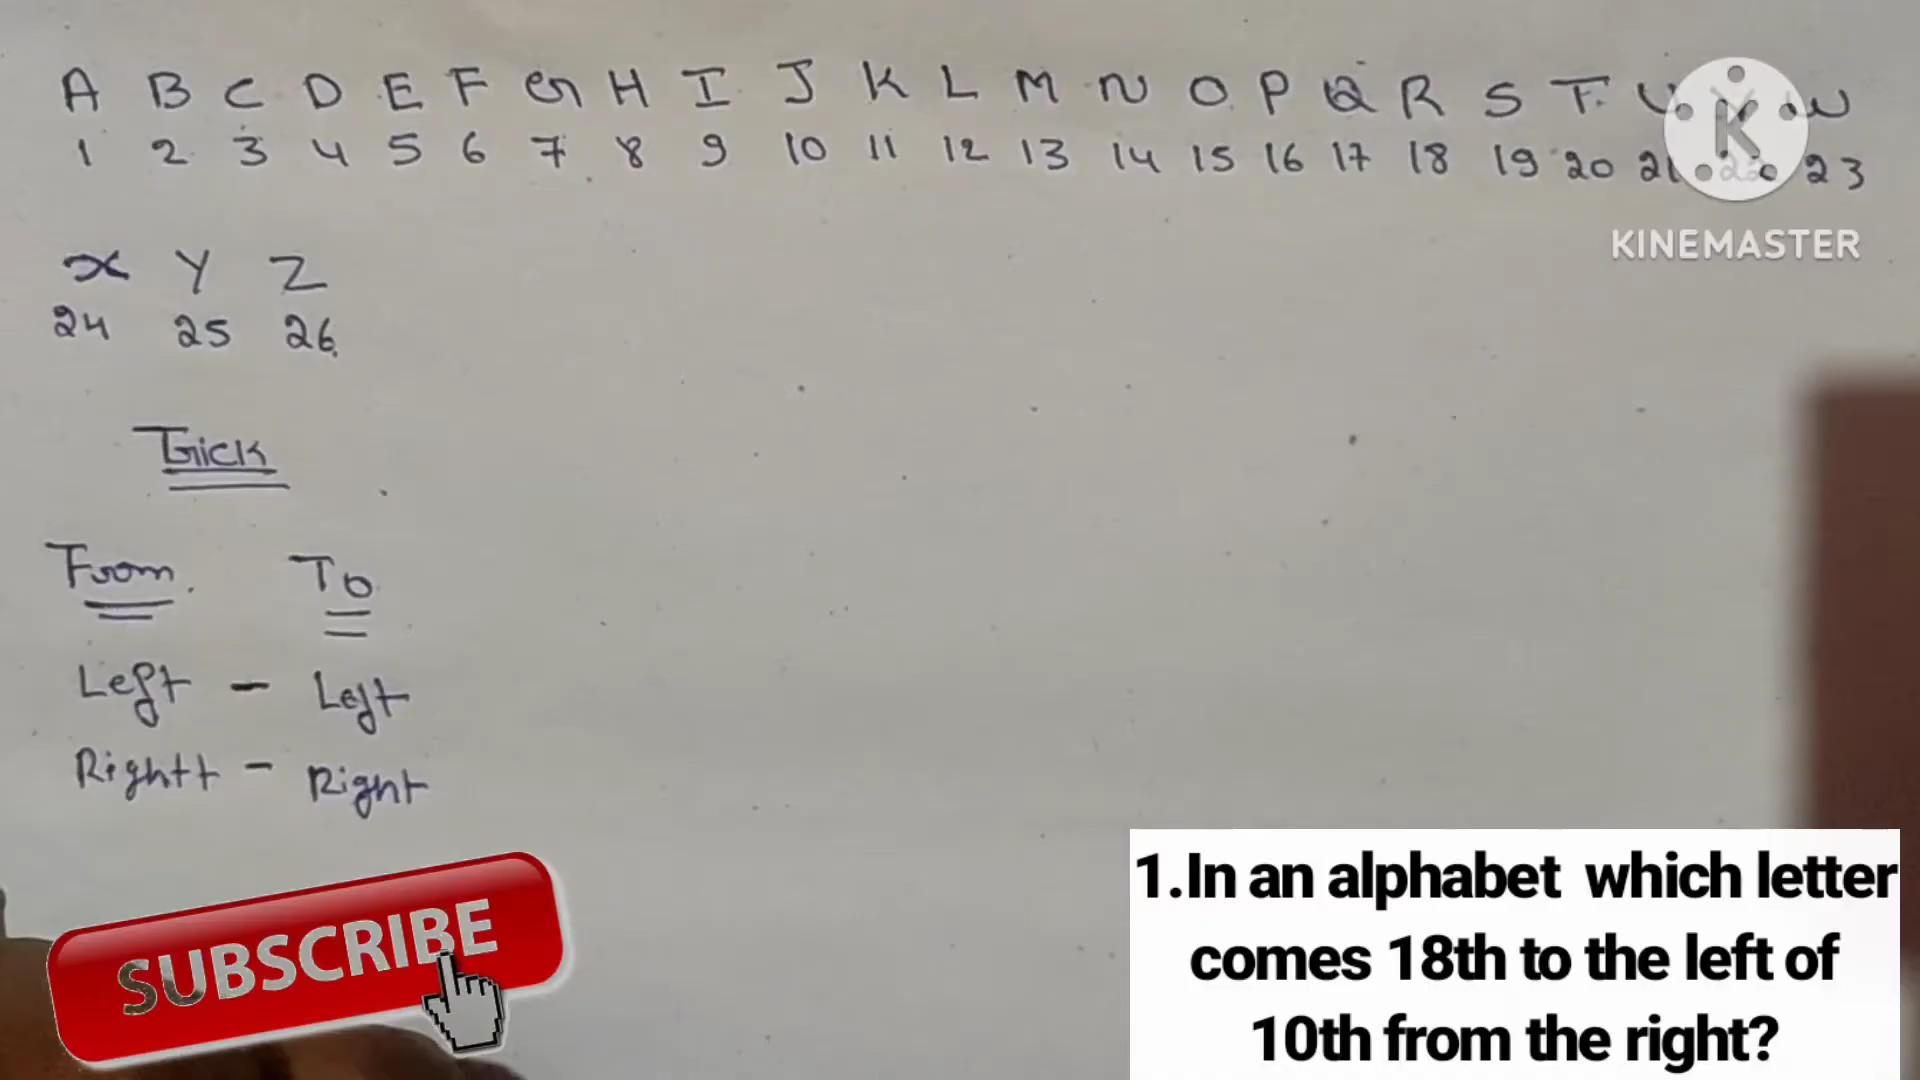 A B C D E F G H I J K L M N O P Q R S T U V W
1 2 3 4 5 6 7 8 9 10 11 12 13 14 15 16 17 18 19 20 21 22 23
K
KINEMASTER
X Y Z
24 25 26
Trick
From To
Left - Left
Rightt - Right
SUBSCRIBE
1.In an alphabet which letter
comes 18th to the left of
10th from the right?